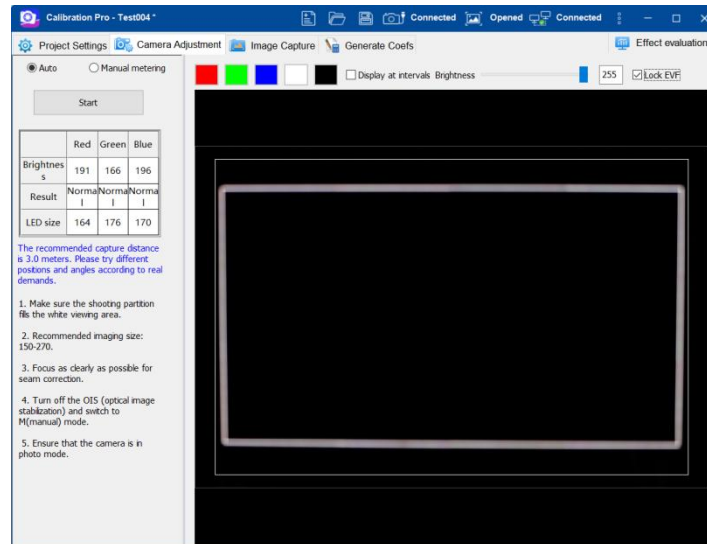 Calibration Pro - Test004 *
Connected Opened Connected
Project Settings Camera Adjustment Image Capture Generate Coefs Effect evaluation
Auto Manual metering
Display at intervals Brightness 255 Lock EVF
Start
Red Green Blue
Brightnes
s 191 166 196
Result Norma
l Norma
l Norma
l
LED size 164 176 170
The recommended capture distance
is 3.0 meters. Please try different
positions and angles according to real
demands.
1. Make sure the shooting partition
fills the white viewing area.
2. Recommended imaging size:
150-270.
3. Focus as clearly as possible for
seam correction.
4. Turn off the OIS (optical image
stabilization) and switch to
M(manual) mode.
5. Ensure that the camera is in
photo mode.